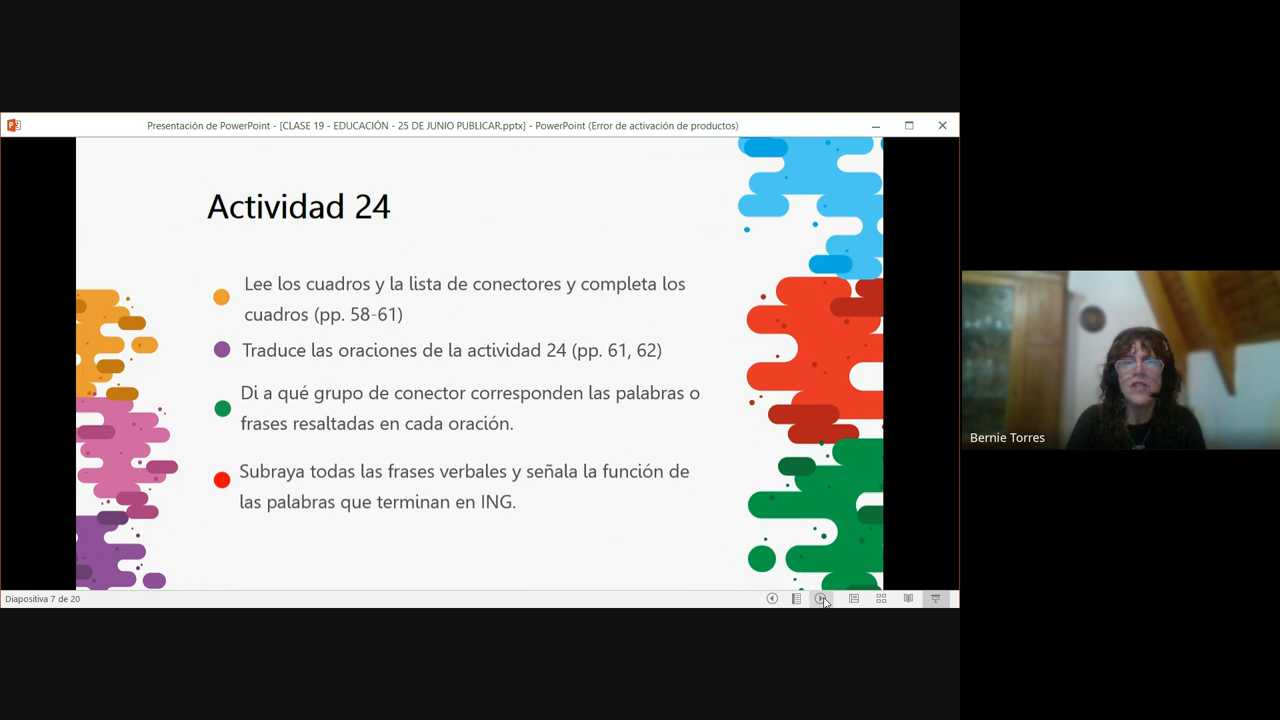 Presentación de PowerPoint - [CLASE 19 - EDUCACIÓN - 25 DE JUNIO PUBLICAR.pptx] - PowerPoint (Error de activación de productos)
Actividad 24
Lee los cuadros y la lista de conectores y completa los
cuadros (pp. 58-61)
Traduce las oraciones de la actividad 24 (pp. 61, 62)
Di a qué grupo de conector corresponden las palabras o
frases resaltadas en cada oración.
Subraya todas las frases verbales y señala la función de
las palabras que terminan en ING.
Bernie Torres
Diapositiva 7 de 20